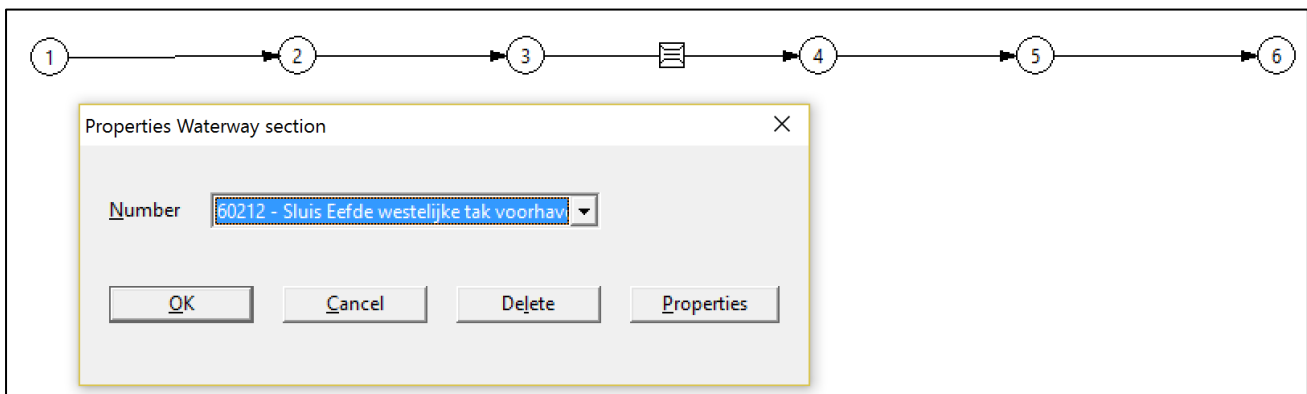 1 2 3 4 5 6
Properties Waterway section
Number 60212 - Sluis Eefde westelijke tak voorhav
OK Cancel Delete Properties